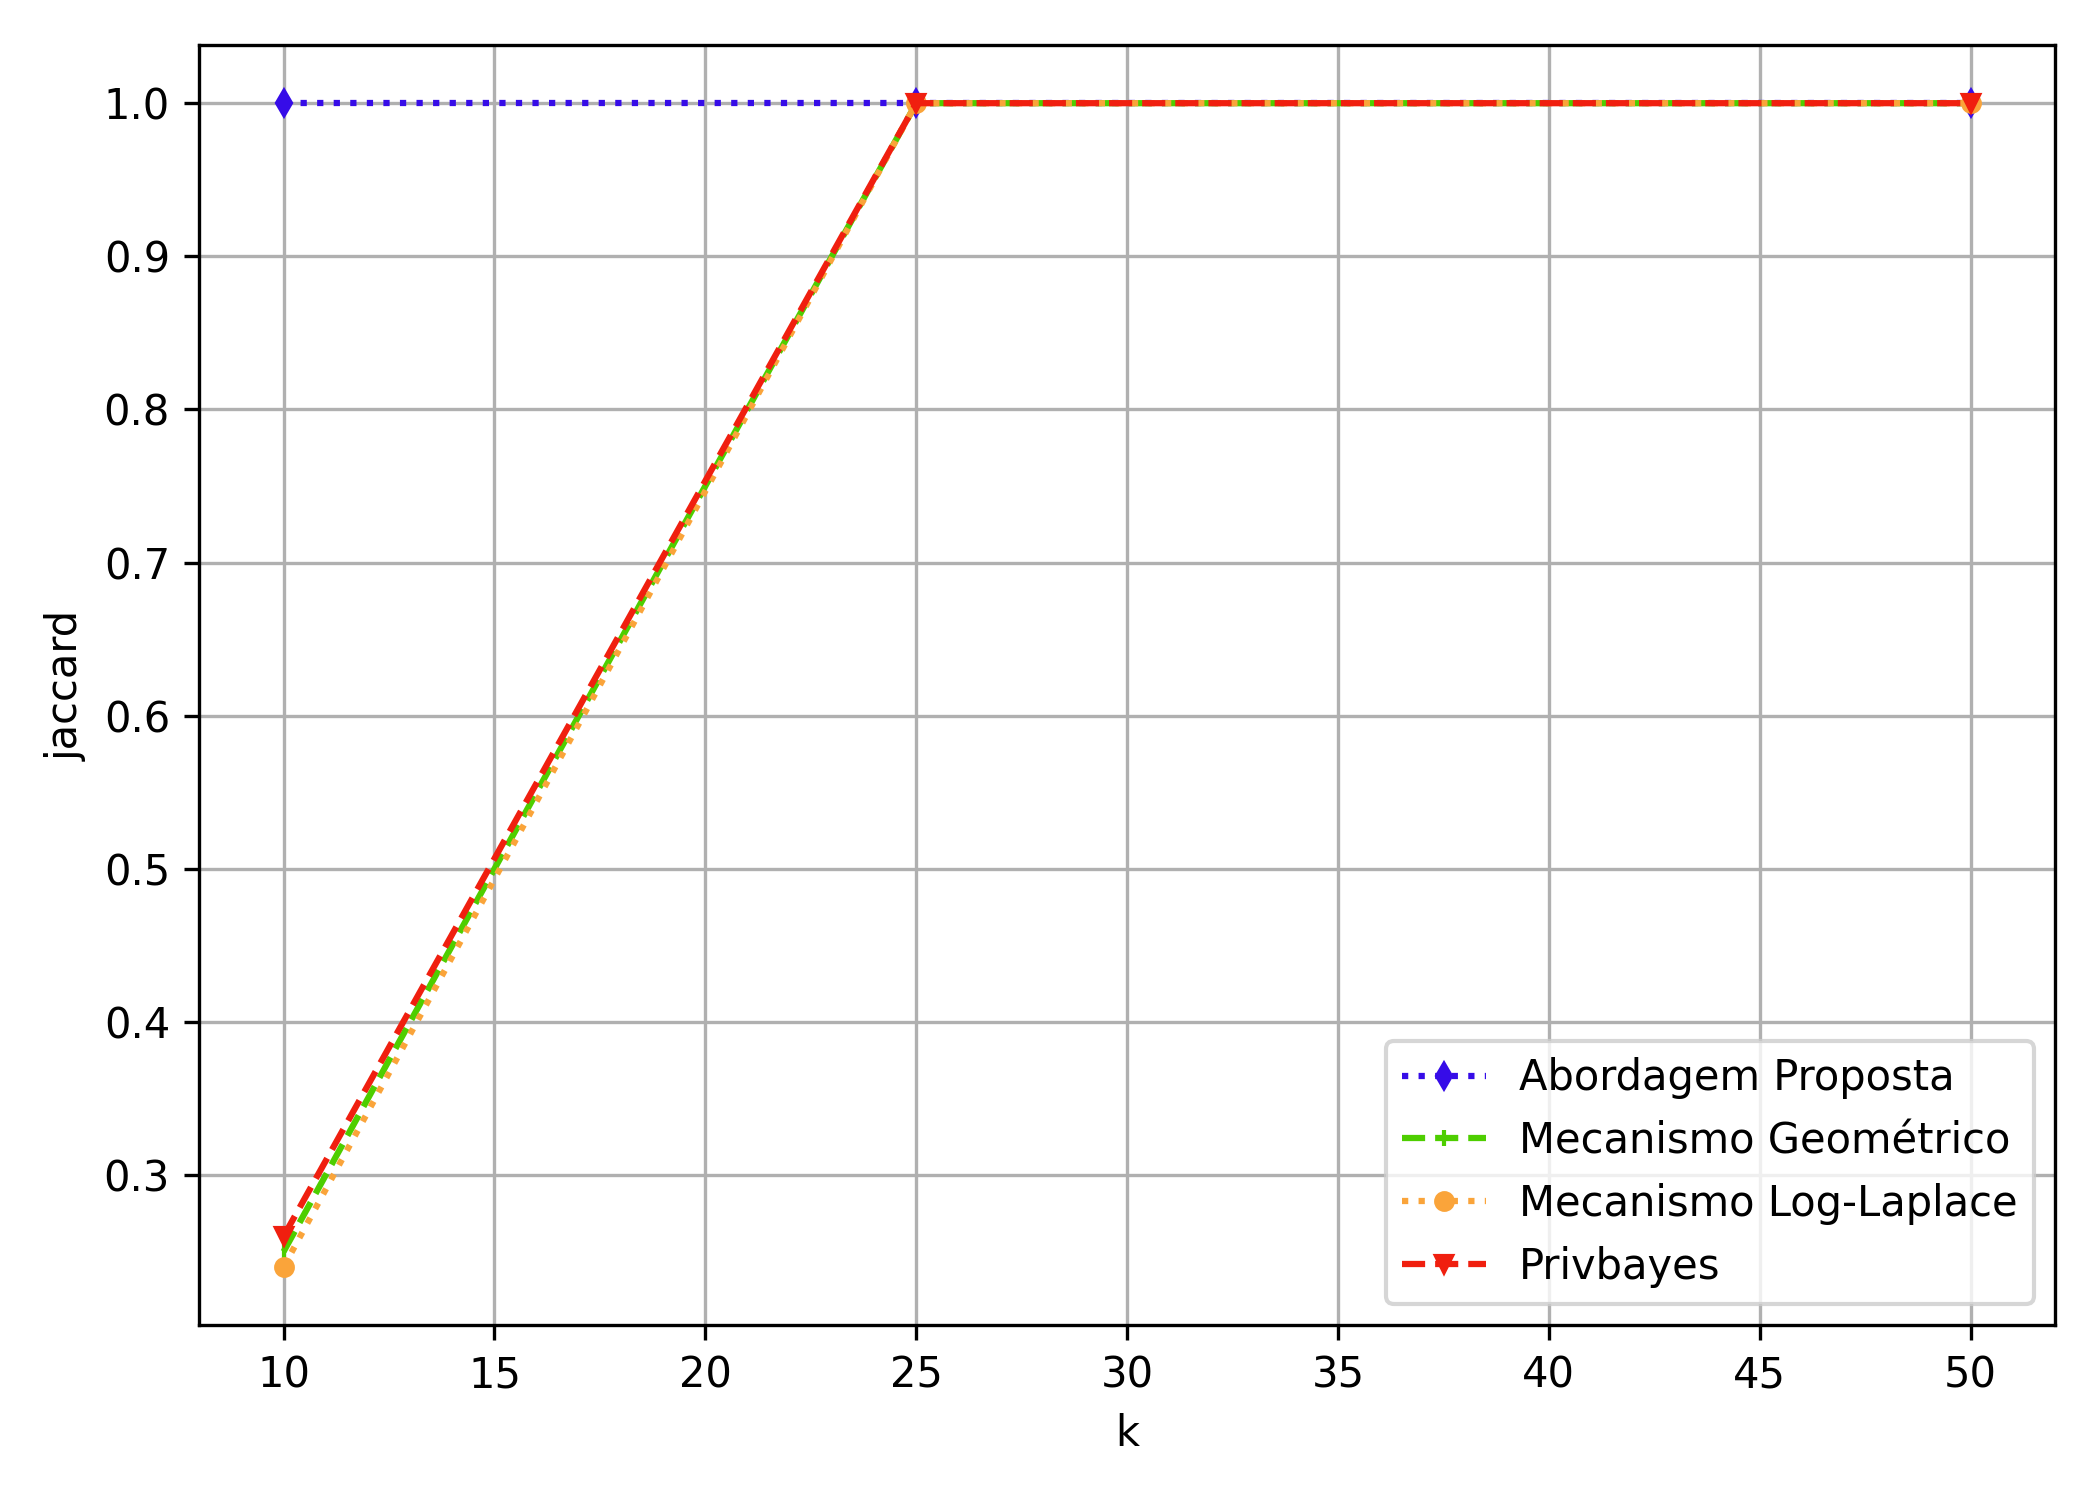 1.0
0.9
0.8
0.7
0.6
0.5
0.4
0.3
jaccard
10 15 20 25 30 35 40 45 50
k
Abordagem Proposta
Mecanismo Geométrico
Mecanismo Log-Laplace
Privbayes